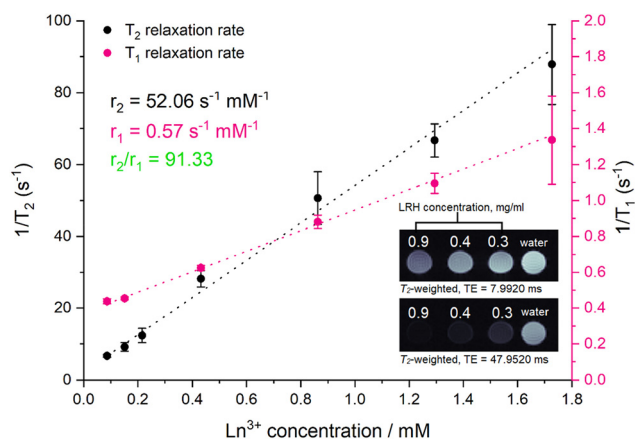 T2 relaxation rate
T1 relaxation rate
r2 = 52.06 s-1 mM-1
r1 = 0.57 s-1 mM-1
r2/r1 = 91.33
100
80
60
40
20
0
1/T2 (s-1)
2.0
1.8
1.6
1.4
1.2
1.0
0.8
0.6
0.4
0.2
0.0
1/T1 (s-1)
LRH concentration, mg/ml
0.9 0.4 0.3 water
T2-weighted, TE = 7.9920 ms
0.9 0.4 0.3 water
T2-weighted, TE = 47.9520 ms
0.0 0.2 0.4 0.6 0.8 1.0 1.2 1.4 1.6 1.8
Ln3+ concentration / mM